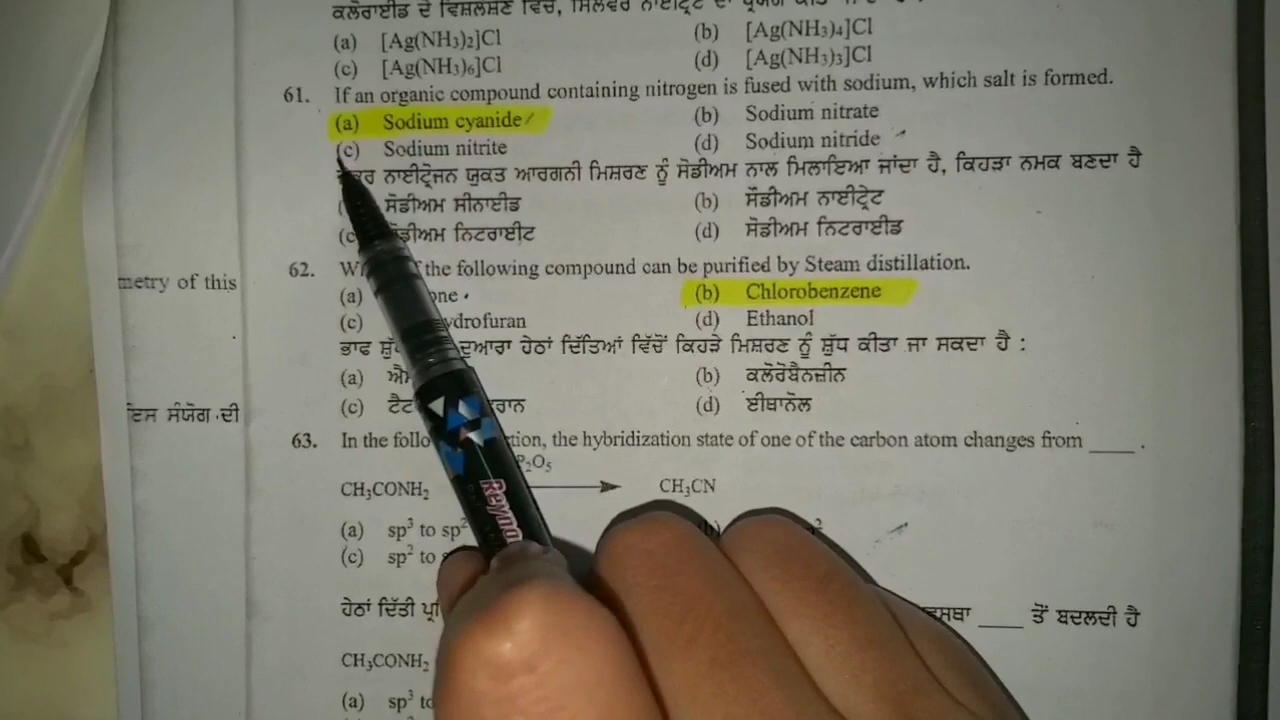 ਕਲੋਰਾਈਡ ਦੇ ਵਿਸ਼ਲੇਸ਼ਣ ਵਿੱਚ, ਸਿਲਵਰ ਨਾਈਟ੍ਰੇਟ ਦਾ
(a) [Ag(NH₃)₂]Cl (b) [Ag(NH₃)₄]Cl
(c) [Ag(NH₃)₆]Cl (d) [Ag(NH₃)₃]Cl
61. If an organic compound containing nitrogen is fused with sodium, which salt is formed.
(a) Sodium cyanide (b) Sodium nitrate
(c) Sodium nitrite (d) Sodium nitride
ਨਾਈਟ੍ਰੋਜਨ ਯੁਕਤ ਆਰਗਨੀ ਮਿਸ਼ਰਣ ਨੂੰ ਸੋਡੀਅਮ ਨਾਲ ਮਿਲਾਇਆ ਜਾਂਦਾ ਹੈ, ਕਿਹੜਾ ਨਮਕ ਬਣਦਾ ਹੈ
ਸੋਡੀਅਮ ਸੀਨਾਈਡ (b) ਸੌਡੀਅਮ ਨਾਈਟ੍ਰੇਟ
(c ਨਿਟਰਾਈਟ (d) ਸੋਡੀਅਮ ਨਿਟਰਾਈਡ
metry of this
62. the following compound can be purified by Steam distillation.
(a) one (b) Chlorobenzene
(c) ydrofuran (d) Ethanol
ਭਾਫ ਦੁਆਰਾ ਹੇਠਾਂ ਦਿੱਤਿਆਂ ਵਿੱਚੋਂ ਕਿਹੜੇ ਮਿਸ਼ਰਣ ਨੂੰ ਸ਼ੁੱਧ ਕੀਤਾ ਜਾ ਸਕਦਾ ਹੈ :
(a) (b) ਕਲੋਰੋਬੈਨਜ਼ੀਨ
(c) ਟੈਟ ਰਾਨ (d) ਈਥਾਨੋਲ
ਇਸ ਸੰਯੋਗ ਦੀ
63. In the follo tion, the hybridization state of one of the carbon atom changes from ____ .
P₂O₅
CH₃CONH₂ → CH₃CN
(a) sp³ to sp²
(c) sp² to
ਹੇਠਾਂ ਦਿੱਤੀ ____ ਤੋਂ ਬਦਲਦੀ ਹੈ
CH₃CONH₂
(a) sp³ to
Reyno